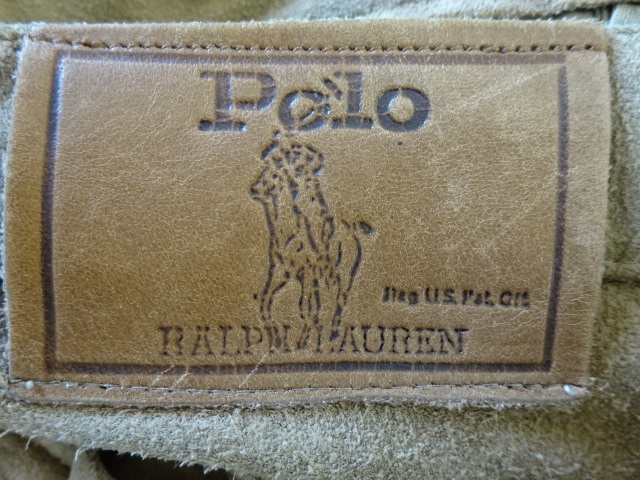 Polo
Reg U.S. Pat. Off.
RALPH LAUREN